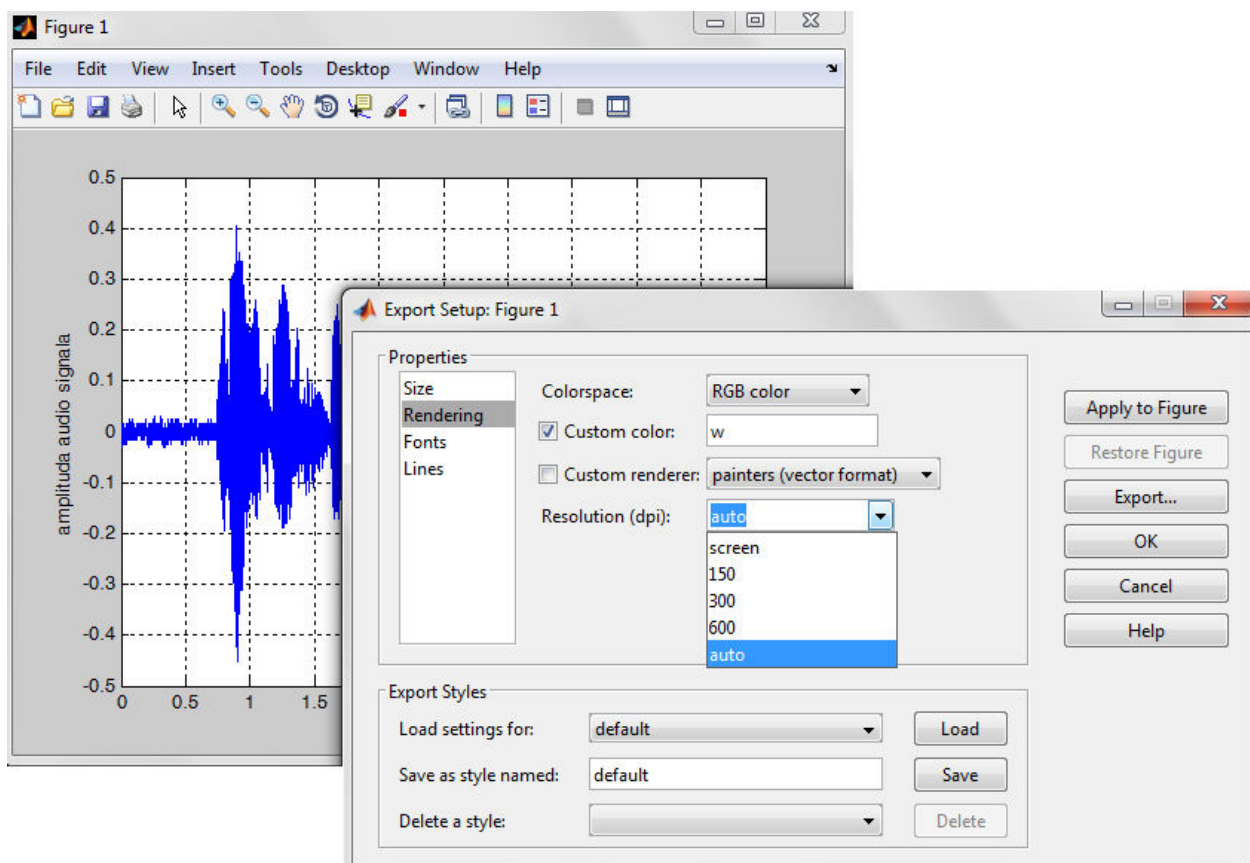 Figure 1
File Edit View Insert Tools Desktop Window Help
0.5
0.4
0.3
0.2
0.1
0
-0.1
-0.2
-0.3
-0.4
-0.5
amplituda audio signala
0 0.5 1 1.5
Export Setup: Figure 1
Properties
Size
Rendering
Fonts
Lines
Colorspace: RGB color
Custom color: w
Custom renderer: painters (vector format)
Resolution (dpi): auto
screen
150
300
600
auto
Apply to Figure
Restore Figure
Export...
OK
Cancel
Help
Export Styles
Load settings for: default Load
Save as style named: default Save
Delete a style: Delete